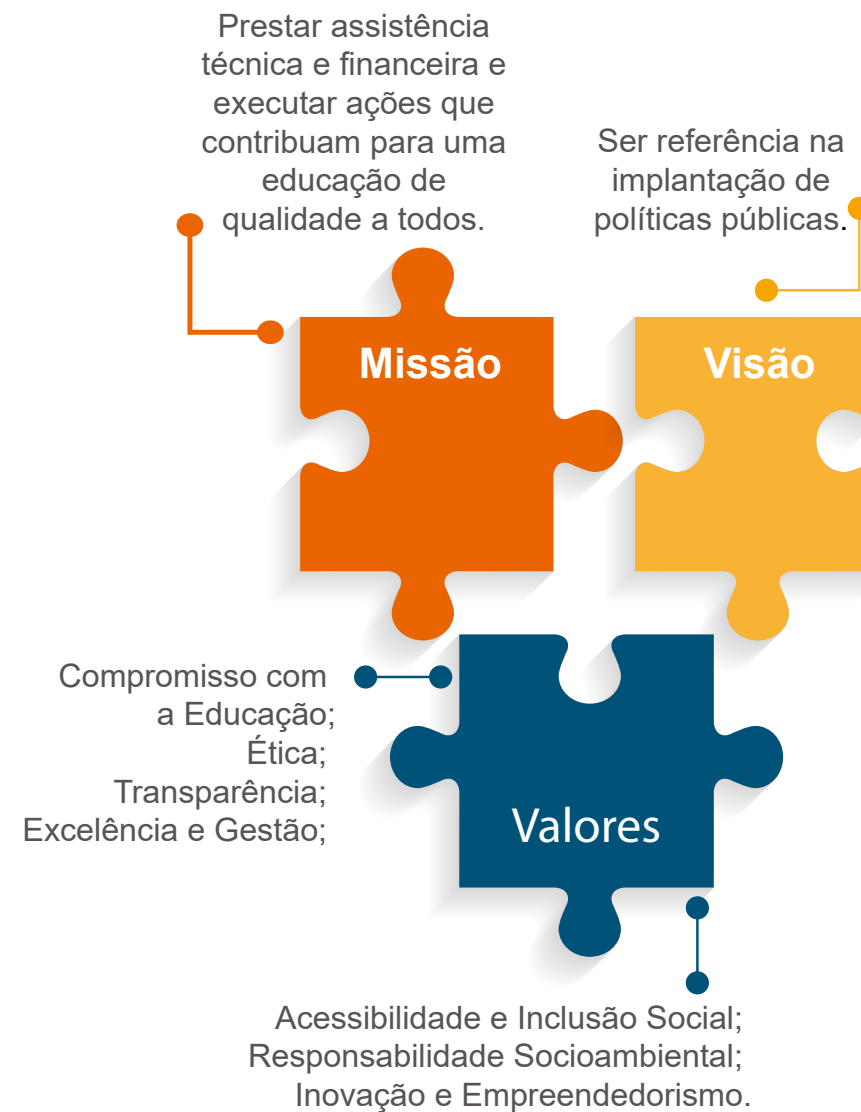 Prestar assistência
técnica e financeira e
executar ações que
contribuam para uma
educação de
qualidade a todos.
Ser referência na
implantação de
políticas públicas.
Missão
Visão
Compromisso com
a Educação;
Ética;
Transparência;
Excelência e Gestão;
Valores
Acessibilidade e Inclusão Social;
Responsabilidade Socioambiental;
Inovação e Empreendedorismo.